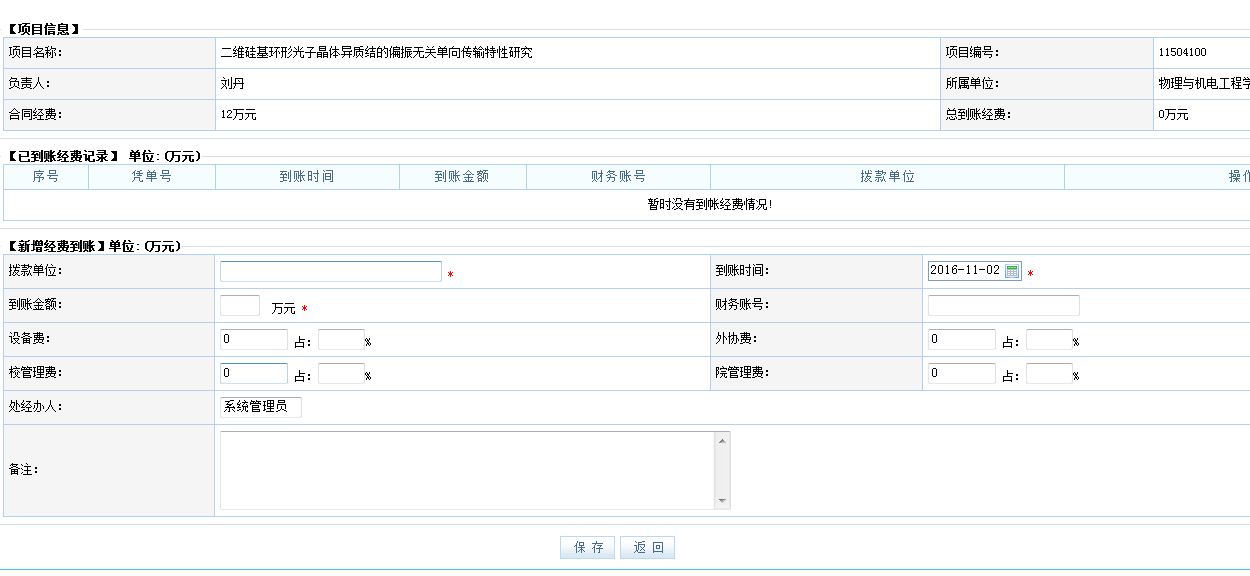 【项目信息】
项目名称: 二维硅基环形光子晶体异质结的偏振无关单向传输特性研究 项目编号: 11504100
负责人: 刘丹 所属单位: 物理与机电工程学
合同经费: 12万元 总到账经费: 0万元
【已到账经费记录】 单位:(万元)
序号 凭单号 到账时间 到账金额 财务账号 拨款单位 操作
暂时没有到帐经费情况!
【新增经费到账】单位:(万元)
拨款单位: * 到账时间: 2016-11-02 *
到账金额: 万元 * 财务账号:
设备费: 0 占: % 外协费: 0 占: %
校管理费: 0 占: % 院管理费: 0 占: %
处经办人: 系统管理员
备注:
保存 返回